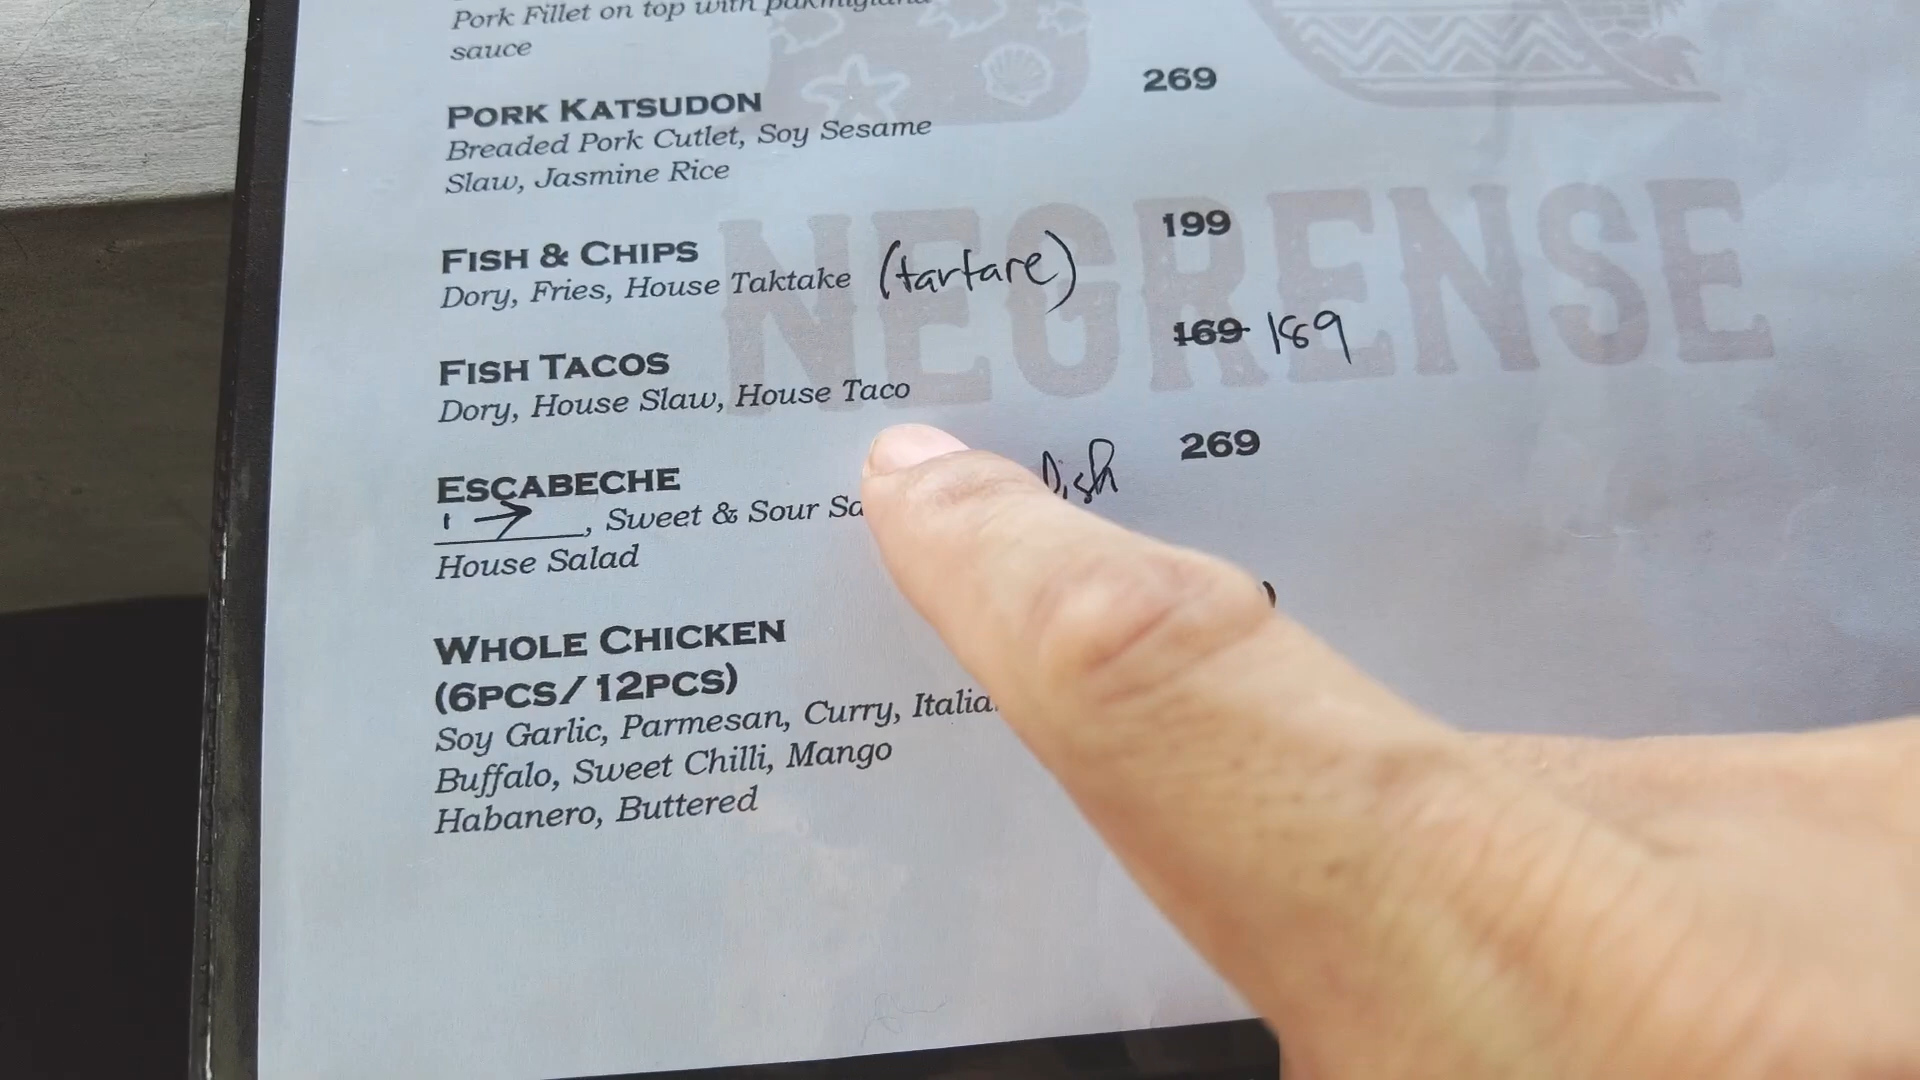 Pork Fillet on top with parmigiana
sauce
PORK KATSUDON 269
Breaded Pork Cutlet, Soy Sesame
Slaw, Jasmine Rice
FISH & CHIPS 199
Dory, Fries, House Taktake (tartare)
FISH TACOS 169 189
Dory, House Slaw, House Taco
ESCABECHE 269
, Sweet & Sour Dish
House Salad
WHOLE CHICKEN
(6PCS/12PCS)
Soy Garlic, Parmesan, Curry,
Buffalo, Sweet Chilli, Mango
Habanero, Buttered
NEGRENSE